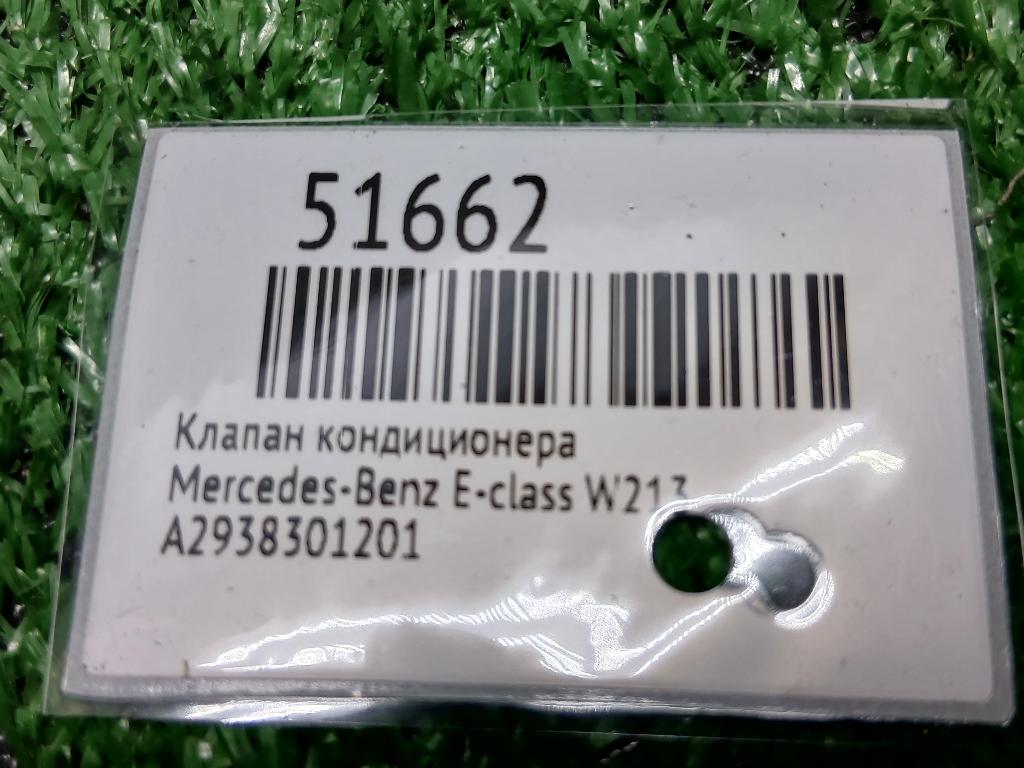 51662
Клапан кондиционера
Mercedes-Benz E-class W213
A2938301201